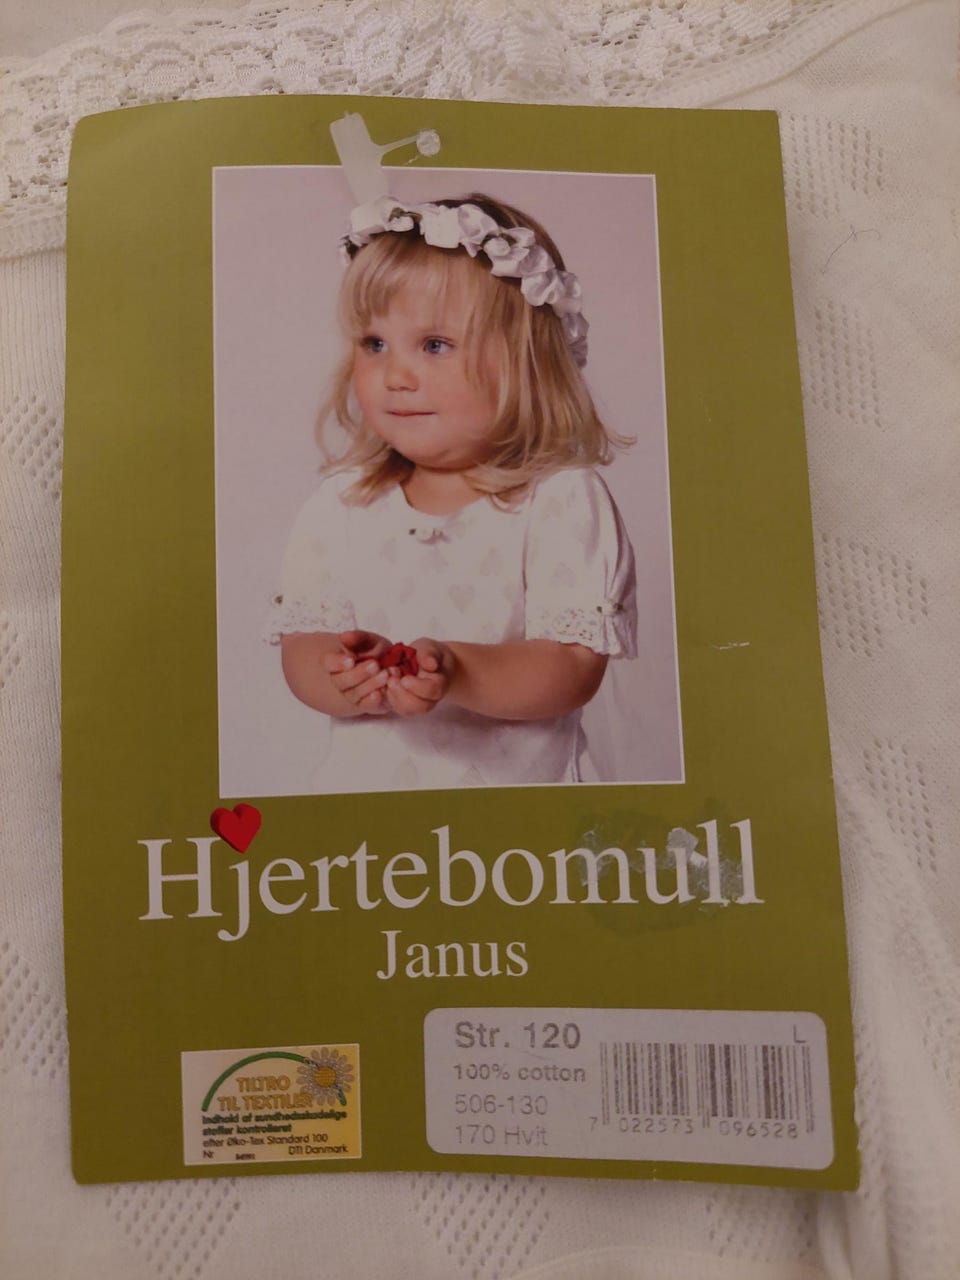 Hjertebomull
Janus
Str. 120
L
100% cotton
506-130
170 Hvit
7 022573 096528
TILTRO
TIL TEXTILER
Indhold af sundhedsskadelige
stoffer kontrolleret
efter Øko-Tex Standard 100
Nr DTI Danmark